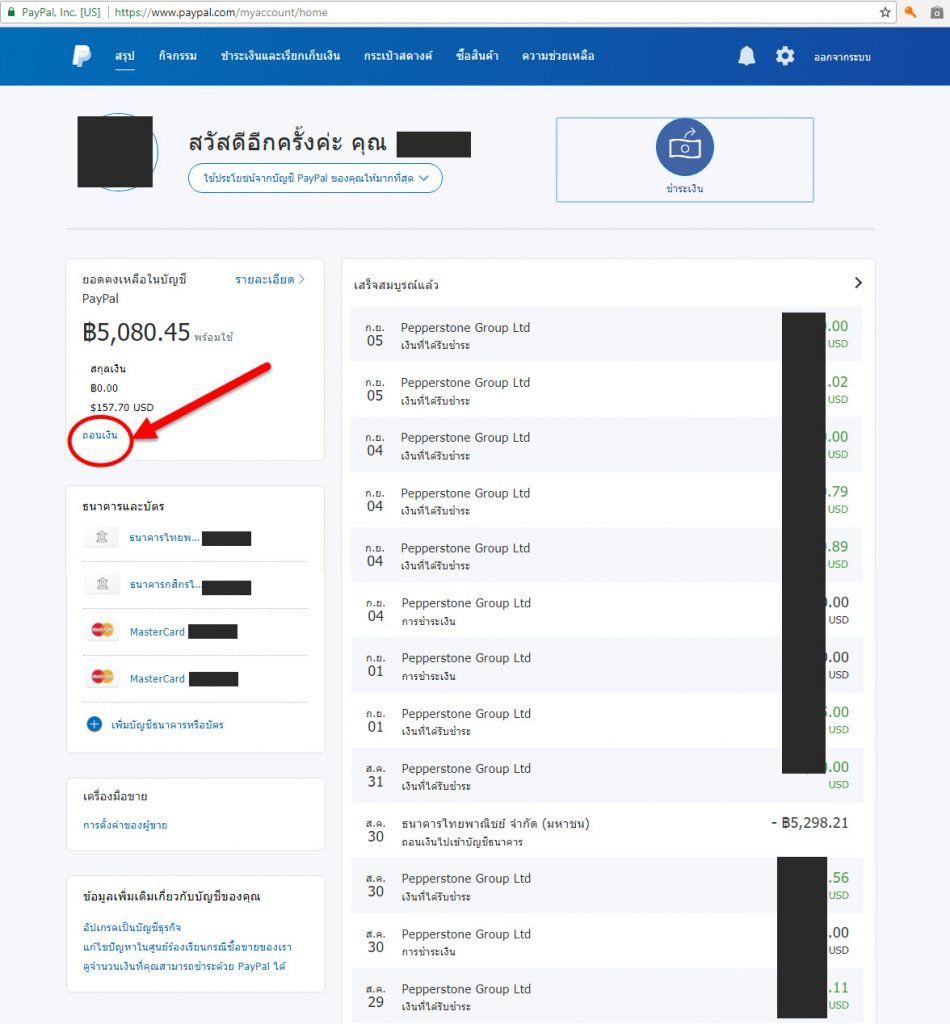 PayPal, Inc. [US] https://www.paypal.com/myaccount/home
สรุป กิจกรรม ชำระเงินและเรียกเก็บเงิน กระเป๋าสตางค์ ซื้อสินค้า ความช่วยเหลือ ออกจากระบบ
สวัสดีอีกครั้งค่ะ คุณ
ใช้ประโยชน์จากบัญชี PayPal ของคุณให้มากที่สุด
ชำระเงิน
ยอดคงเหลือในบัญชี PayPal
รายละเอียด
฿5,080.45 พร้อมใช้
สกุลเงิน
฿0.00
$157.70 USD
ถอนเงิน
ธนาคารและบัตร
ธนาคารไทยพ...
ธนาคารกสิกรไ...
MasterCard
MasterCard
เพิ่มบัญชีธนาคารหรือบัตร
เครื่องมือขาย
การตั้งค่าของผู้ขาย
ข้อมูลเพิ่มเติมเกี่ยวกับบัญชีของคุณ
อัปเกรดเป็นบัญชีธุรกิจ
แก้ไขปัญหาในศูนย์ร้องเรียนกรณีซื้อขายของเรา
ดูจำนวนเงินที่คุณสามารถชำระด้วย PayPal ได้
เสร็จสมบูรณ์แล้ว
ก.ย. 05 Pepperstone Group Ltd .00
เงินที่ได้รับชำระ USD
ก.ย. 05 Pepperstone Group Ltd .02
เงินที่ได้รับชำระ USD
ก.ย. 04 Pepperstone Group Ltd .00
เงินที่ได้รับชำระ USD
ก.ย. 04 Pepperstone Group Ltd .79
เงินที่ได้รับชำระ USD
ก.ย. 04 Pepperstone Group Ltd .89
เงินที่ได้รับชำระ USD
ก.ย. 04 Pepperstone Group Ltd .00
การชำระเงิน USD
ก.ย. 01 Pepperstone Group Ltd .00
การชำระเงิน USD
ก.ย. 01 Pepperstone Group Ltd .00
เงินที่ได้รับชำระ USD
ส.ค. 31 Pepperstone Group Ltd .00
เงินที่ได้รับชำระ USD
ส.ค. 30 ธนาคารไทยพาณิชย์ จำกัด (มหาชน) - ฿5,298.21
ถอนเงินไปเข้าบัญชีธนาคาร
ส.ค. 30 Pepperstone Group Ltd .56
เงินที่ได้รับชำระ USD
ส.ค. 30 Pepperstone Group Ltd .00
การชำระเงิน USD
ส.ค. 29 Pepperstone Group Ltd .11
เงินที่ได้รับชำระ USD